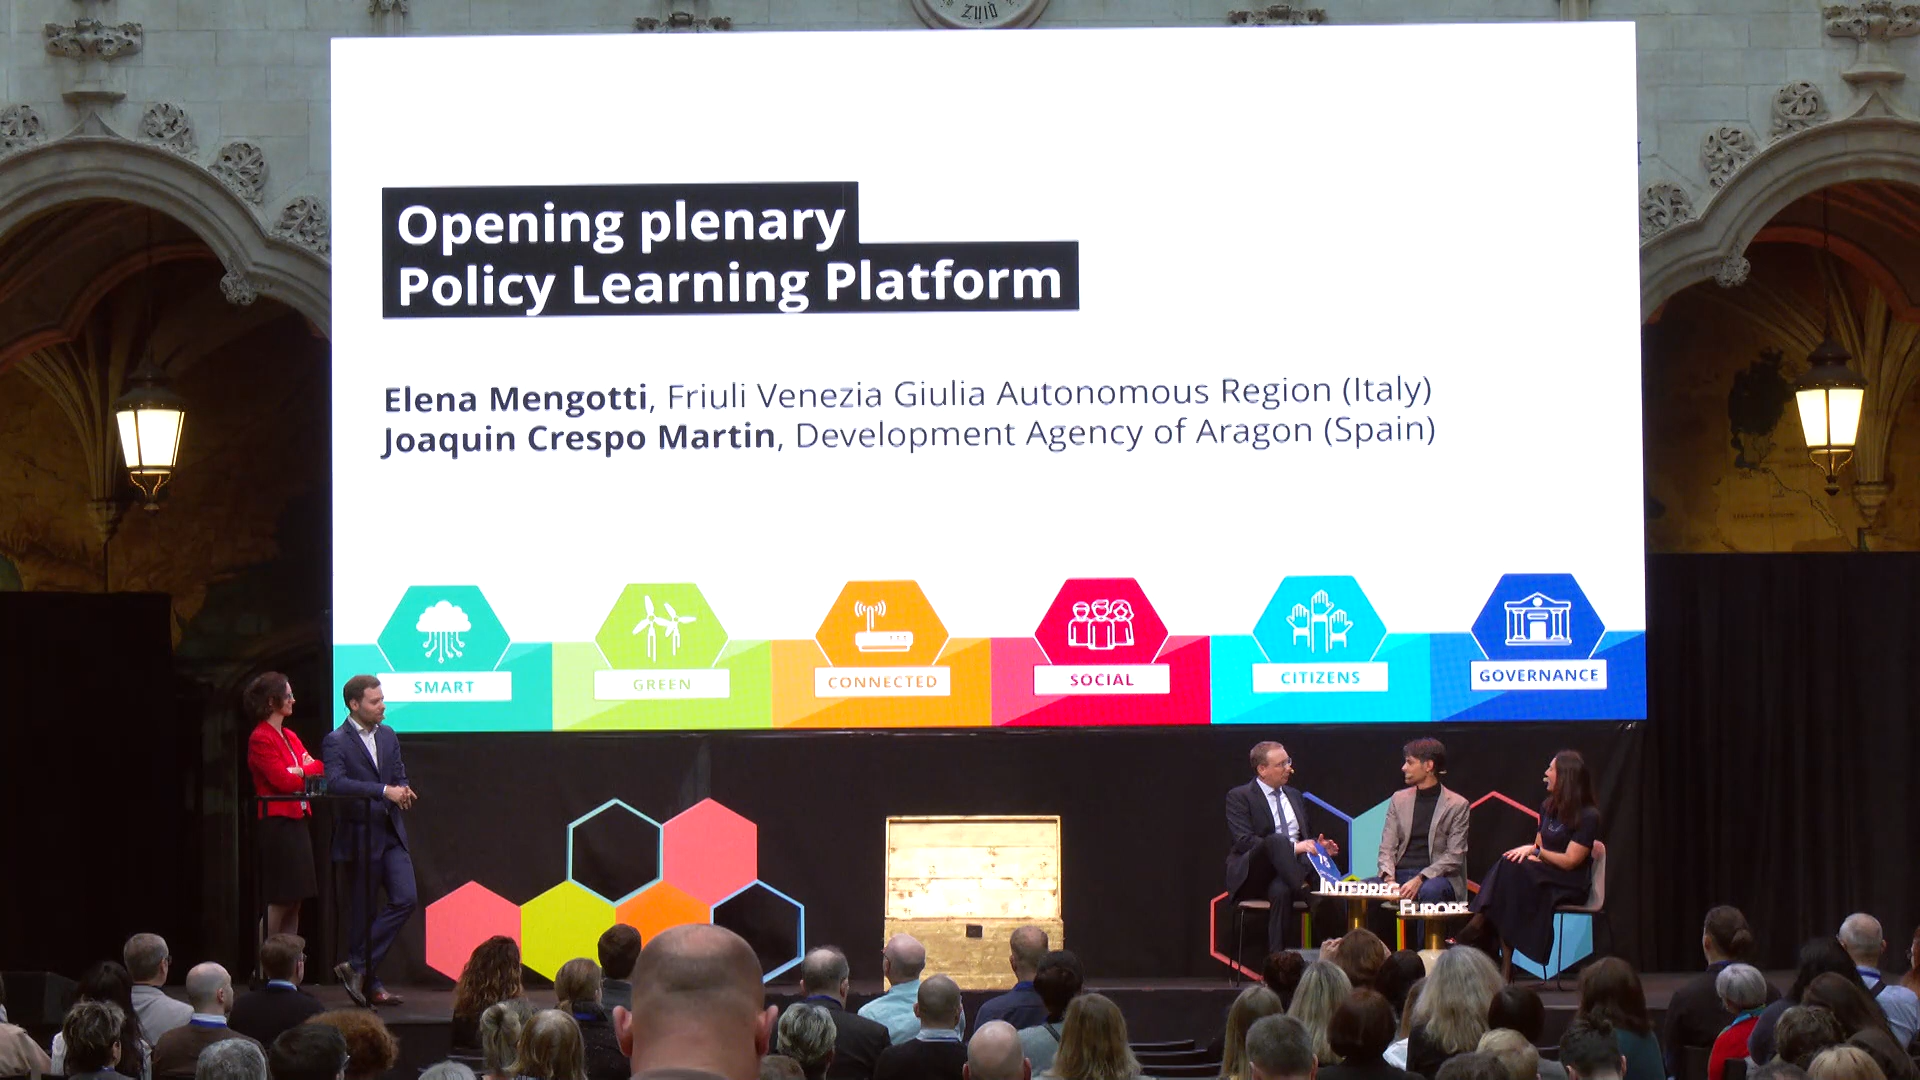 ZUID
Opening plenary
Policy Learning Platform
Elena Mengotti, Friuli Venezia Giulia Autonomous Region (Italy)
Joaquin Crespo Martin, Development Agency of Aragon (Spain)
SMART
GREEN
CONNECTED
SOCIAL
CITIZENS
GOVERNANCE
INTERREG
EUROPE